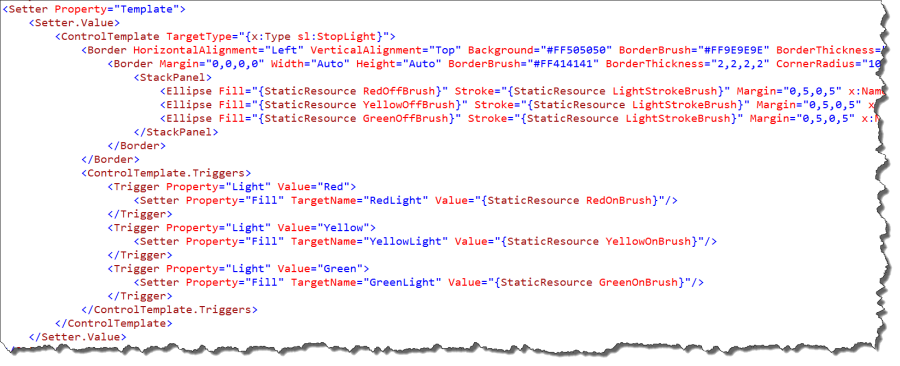 <Setter Property="Template">
<Setter.Value>
<ControlTemplate TargetType="{x:Type sl:StopLight}">
<Border HorizontalAlignment="Left" VerticalAlignment="Top" Background="#FF505050" BorderBrush="#FF9E9E9E" BorderThickness=
<Border Margin="0,0,0,0" Width="Auto" Height="Auto" BorderBrush="#FF414141" BorderThickness="2,2,2,2" CornerRadius="10
<StackPanel>
<Ellipse Fill="{StaticResource RedOffBrush}" Stroke="{StaticResource LightStrokeBrush}" Margin="0,5,0,5" x:Nam
<Ellipse Fill="{StaticResource YellowOffBrush}" Stroke="{StaticResource LightStrokeBrush}" Margin="0,5,0,5" x
<Ellipse Fill="{StaticResource GreenOffBrush}" Stroke="{StaticResource LightStrokeBrush}" Margin="0,5,0,5" x:
</StackPanel>
</Border>
</Border>
<ControlTemplate.Triggers>
<Trigger Property="Light" Value="Red">
<Setter Property="Fill" TargetName="RedLight" Value="{StaticResource RedOnBrush}"/>
</Trigger>
<Trigger Property="Light" Value="Yellow">
<Setter Property="Fill" TargetName="YellowLight" Value="{StaticResource YellowOnBrush}"/>
</Trigger>
<Trigger Property="Light" Value="Green">
<Setter Property="Fill" TargetName="GreenLight" Value="{StaticResource GreenOnBrush}"/>
</Trigger>
</ControlTemplate.Triggers>
</ControlTemplate>
</Setter.Value>